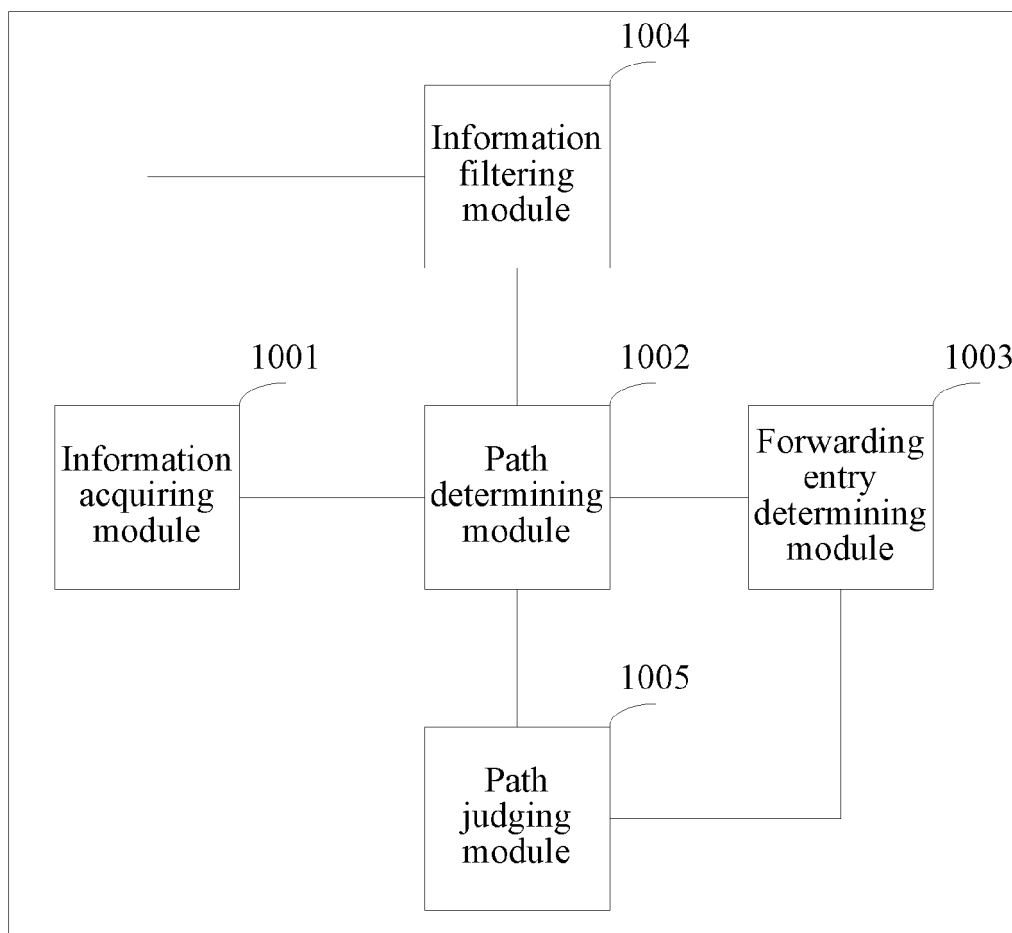 1004
Information
filtering
module
1001
1002
1003
Information
acquiring
module
Path
determining
module
Forwarding
entry
determining
module
1005
Path
judging
module